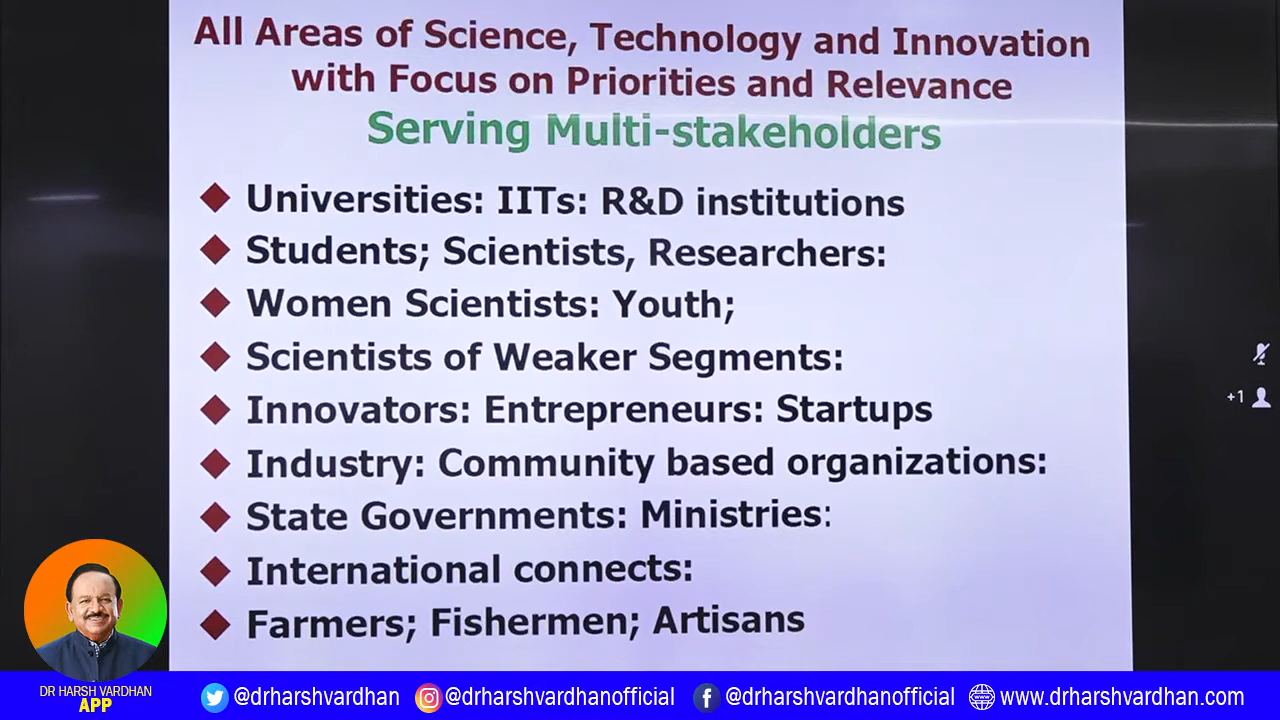 All Areas of Science, Technology and Innovation
with Focus on Priorities and Relevance
Serving Multi-stakeholders
Universities: IITs: R&D institutions
Students; Scientists, Researchers:
Women Scientists: Youth;
Scientists of Weaker Segments:
Innovators: Entrepreneurs: Startups
Industry: Community based organizations:
State Governments: Ministries:
International connects:
Farmers; Fishermen; Artisans
+1
DR HARSH VARDHAN
APP
@drharshvardhan @drharshvardhanofficial @drharshvardhanofficial www.drharshvardhan.com